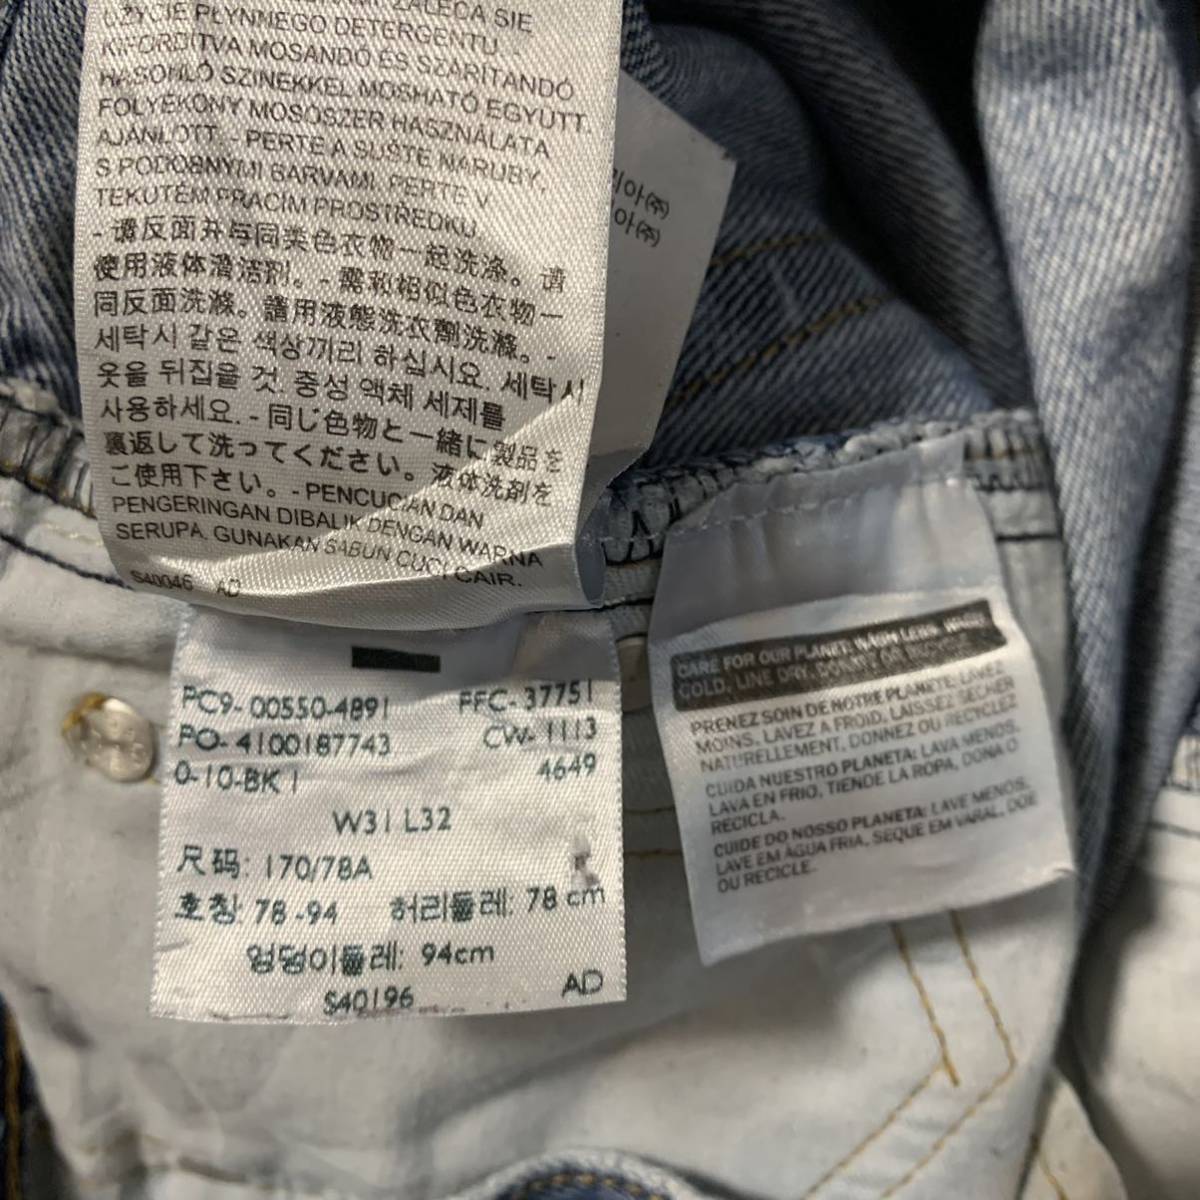 ZALECA SIĘ
UŻYCIE PŁYNNEGO DETERGENTU. -
KIFORDÍTVA MOSANDÓ ÉS SZÁRÍTANDÓ
HASONLÓ SZÍNEKKEL MOSHATÓ EGYÜTT.
FOLYÉKONY MOSÓSZER HASZNÁLATA
AJÁNLOTT. - PERTE A SUŠTE NARUBY,
S PODOBNÝMI BARVAMI. PERTE V
TEKUTÉM PRACÍM PROSTŘEDKU.
- 请反面并与同类色衣物一起洗涤。请
使用液体清洁剂。- 需和相似色衣物一
同反面洗滌。請用液態洗衣劑洗滌。-
세탁시 같은 색상끼리 하십시요. 세탁시
옷을 뒤집을 것. 중성 액체 세제를
사용하세요. - 同じ色物と一緒に製品を
裏返して洗ってください。液体洗剤を
ご使用下さい。- PENCUCIAN DAN
PENGERINGAN DIBALIK DENGAN WARNA
SERUPA. GUNAKAN SABUN CUCI CAIR.
S40046 AD
아(주)
아(주)
PC9-00550-4891 FFC-37751
PO-4100187743 CW-1113
0-10-BK1 4649
W31 L32
尺码: 170/78A
호칭: 78-94 허리둘레: 78 cm
엉덩이둘레: 94cm
S40196 AD
CARE FOR OUR PLANET: WASH LESS, WASH
COLD, LINE DRY, DONATE OR RECYCLE.
PRENEZ SOIN DE NOTRE PLANÈTE: LAVEZ
MOINS, LAVEZ A FROID, LAISSEZ SÉCHER
NATURELLEMENT, DONNEZ OU RECYCLEZ
CUIDA NUESTRO PLANETA: LAVA MENOS,
LAVA EN FRIO, TIENDE LA ROPA, DONA O
RECICLA.
CUIDE DO NOSSO PLANETA: LAVE MENOS,
LAVE EM ÁGUA FRIA, SEQUE EM VARAL, DOE
OU RECICLE.